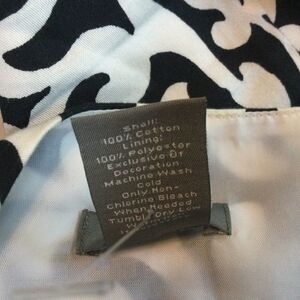 Shell:
100% Cotton
Lining:
100% Polyester
Exclusive Of
Decoration
Machine Wash
Cold
Only Non-
Chlorine Bleach
When Needed
Tumble Dry Low